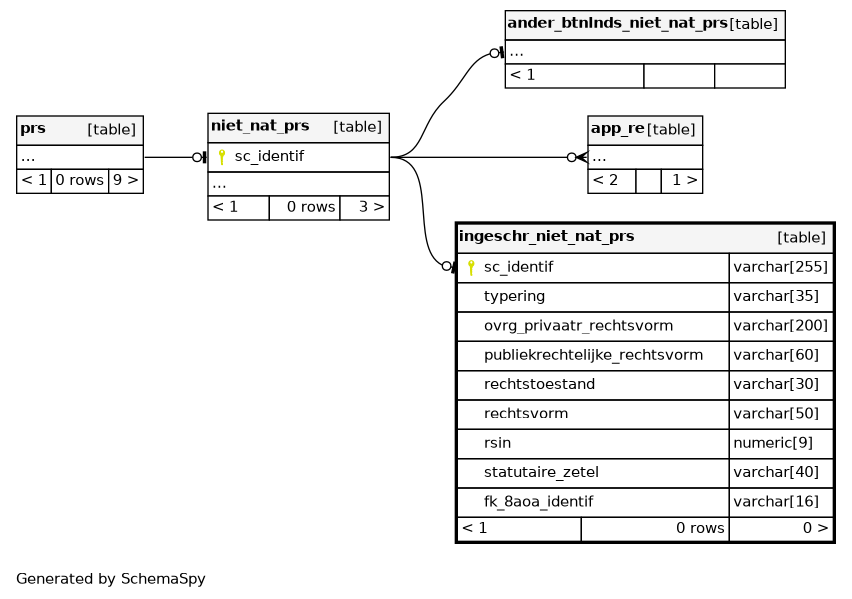 ander_btnlnds_niet_nat_prs [table]
...
< 1
prs [table]
...
< 1 0 rows 9 >
niet_nat_prs [table]
sc_identif
...
< 1 0 rows 3 >
app_re [table]
...
< 2 1 >
ingeschr_niet_nat_prs [table]
sc_identif varchar[255]
typering varchar[35]
ovrg_privaatr_rechtsvorm varchar[200]
publiekrechtelijke_rechtsvorm varchar[60]
rechtstoestand varchar[30]
rechtsvorm varchar[50]
rsin numeric[9]
statutaire_zetel varchar[40]
fk_8aoa_identif varchar[16]
< 1 0 rows 0 >
Generated by SchemaSpy